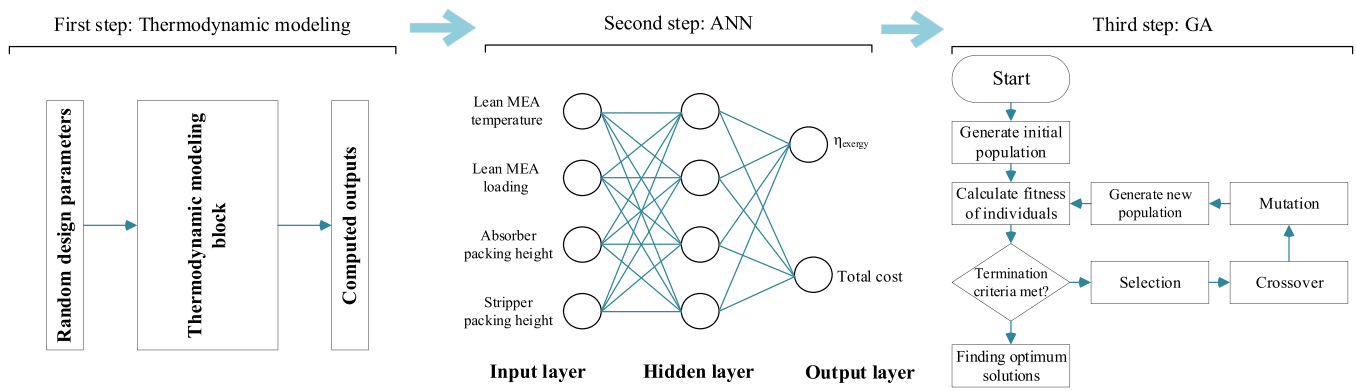 First step: Thermodynamic modeling
Random design parameters
Thermodynamic modeling
block
Computed outputs
Second step: ANN
Lean MEA
temperature
Lean MEA
loading
Absorber
packing height
Stripper
packing height
ηexergy
Total cost
Input layer
Hidden layer
Output layer
Third step: GA
Start
Generate initial
population
Calculate fitness
of individuals
Generate new
population
Mutation
Termination
criteria met?
Selection
Crossover
Finding optimum
solutions